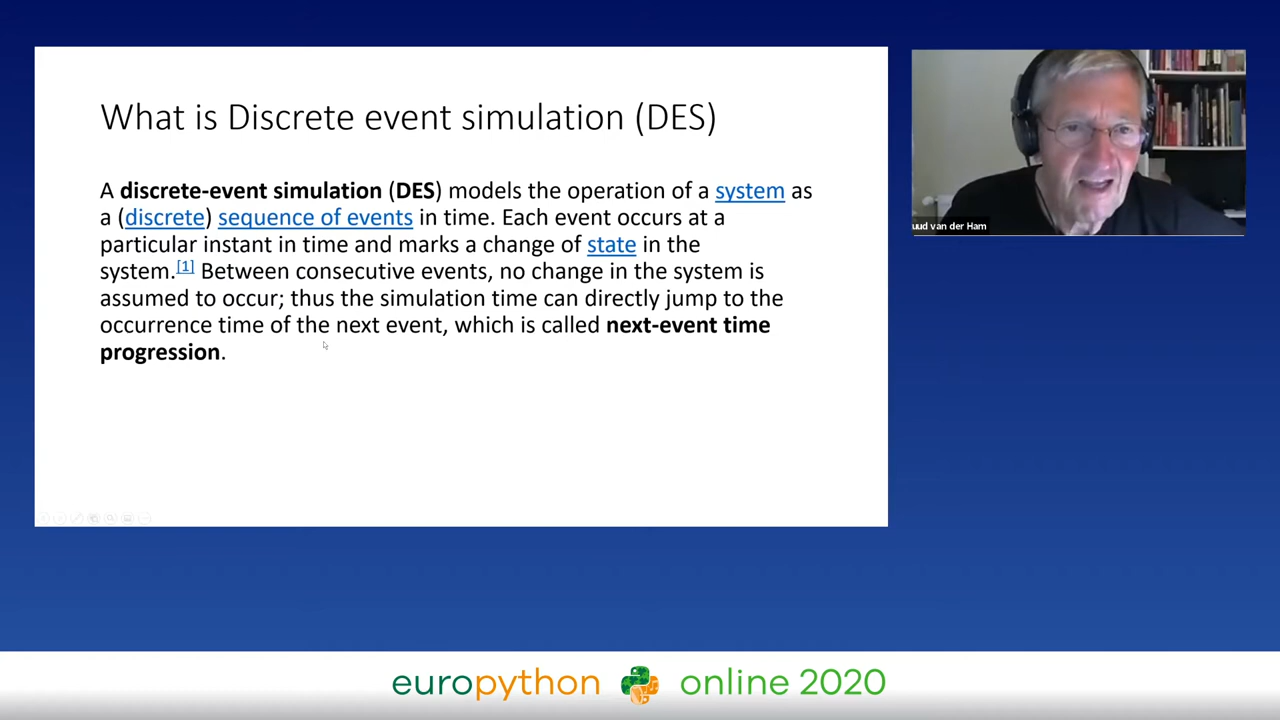 What is Discrete event simulation (DES)
A discrete-event simulation (DES) models the operation of a system as
a (discrete) sequence of events in time. Each event occurs at a
particular instant in time and marks a change of state in the
system.[1] Between consecutive events, no change in the system is
assumed to occur; thus the simulation time can directly jump to the
occurrence time of the next event, which is called next-event time
progression.
uud van der Ham
europython online 2020